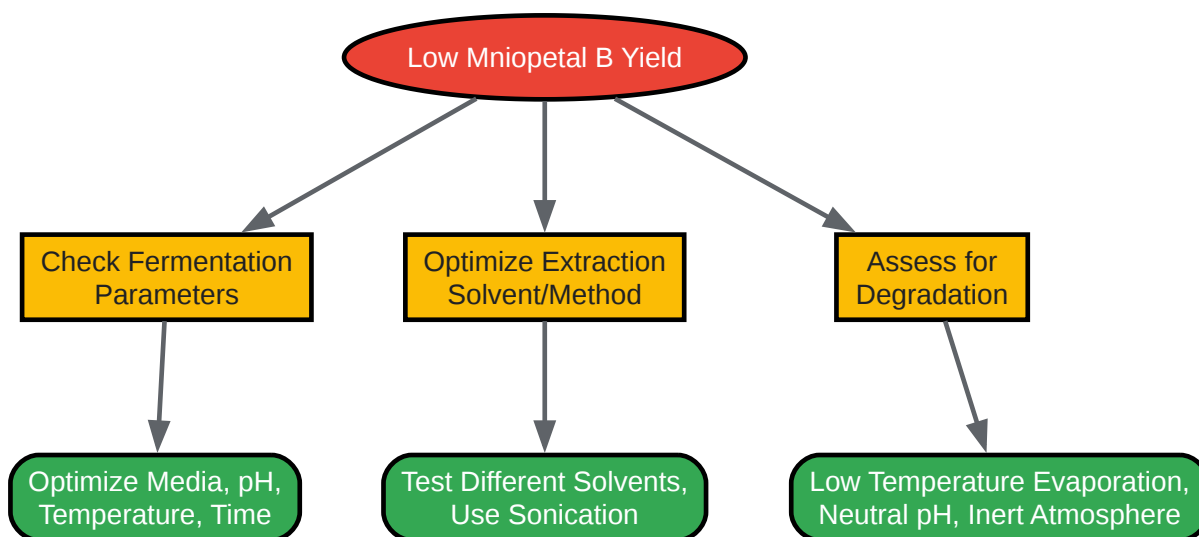 Low Mniopetal B Yield
Check Fermentation
Parameters
Optimize Extraction
Solvent/Method
Assess for
Degradation
Optimize Media, pH,
Temperature, Time
Test Different Solvents,
Use Sonication
Low Temperature Evaporation,
Neutral pH, Inert Atmosphere